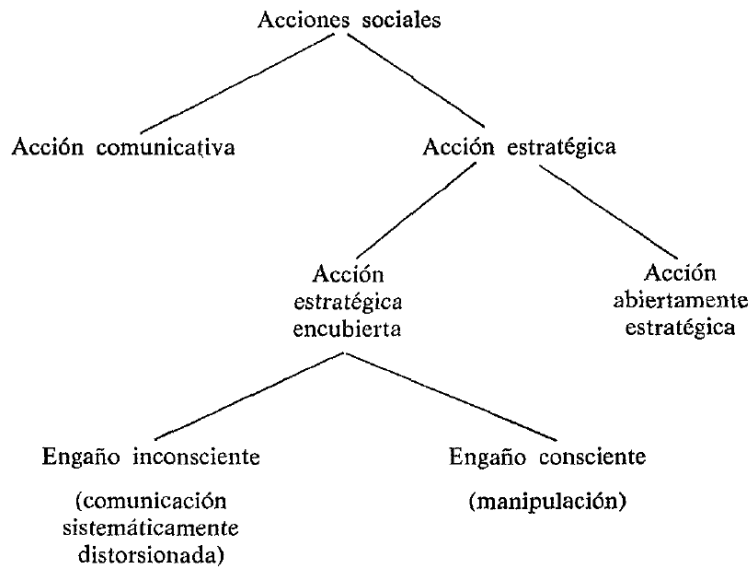 Acciones sociales
Acción comunicativa
Acción estratégica
Acción
estratégica
encubierta
Acción
abiertamente
estratégica
Engaño inconsciente
(comunicación
sistemáticamente
distorsionada)
Engaño consciente
(manipulación)